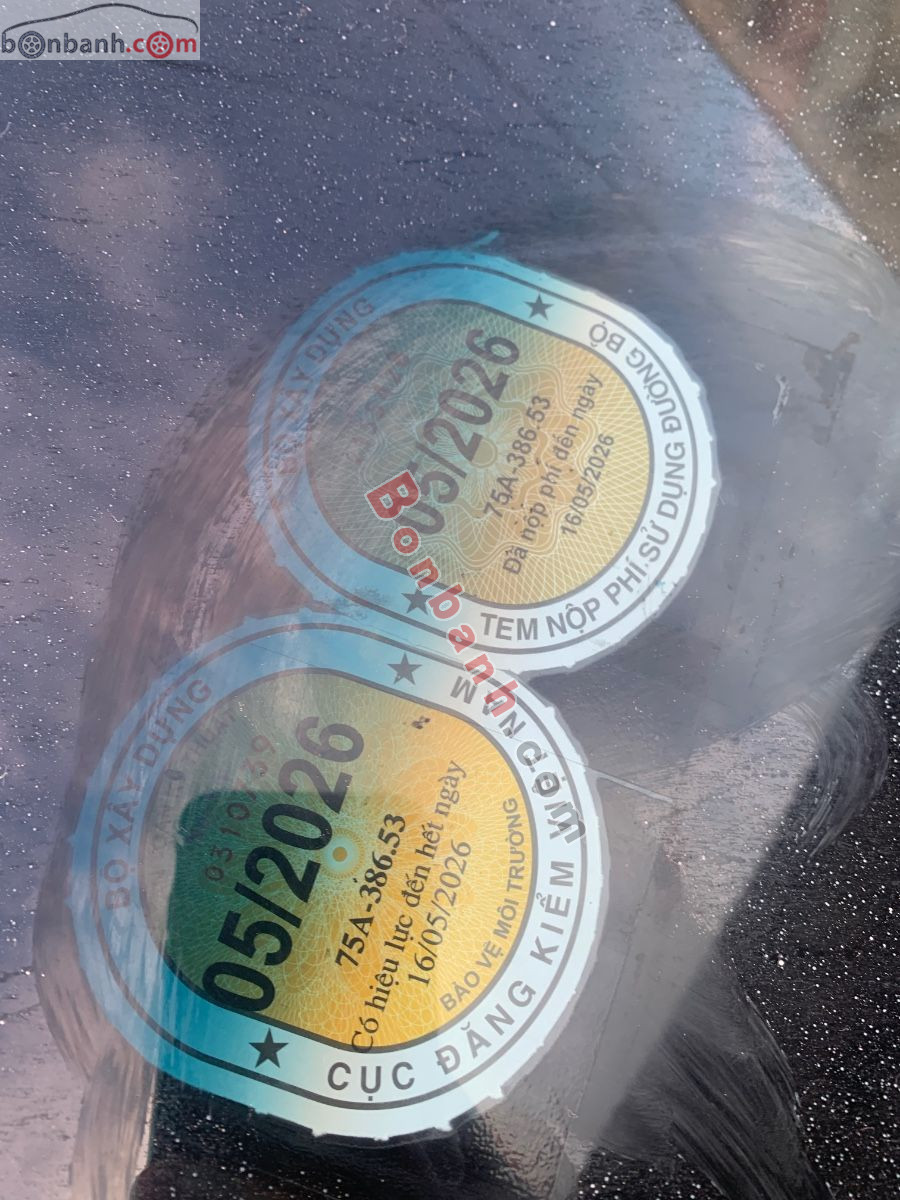 bonbanh.com
BỘ XÂY DỰNG
05/2026
75A-386.53
Đã nộp phí đến ngày
16/05/2026
TEM NỘP PHÍ SỬ DỤNG ĐƯỜNG BỘ
Bonbanh
BỘ XÂY DỰNG
05/2026
75A-386.53
Có hiệu lực đến hết ngày
16/05/2026
BẢO VỆ MÔI TRƯỜNG
CỤC ĐĂNG KIỂM VIỆT NAM